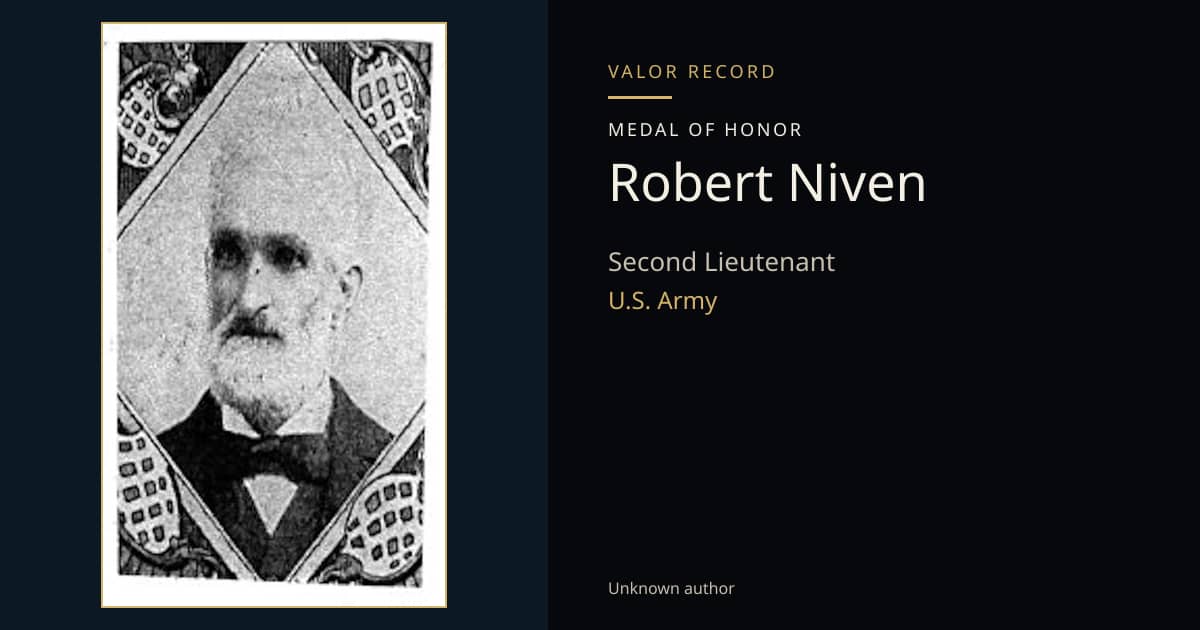 VALOR RECORD
MEDAL OF HONOR
Robert Niven
Second Lieutenant
U.S. Army
Unknown author